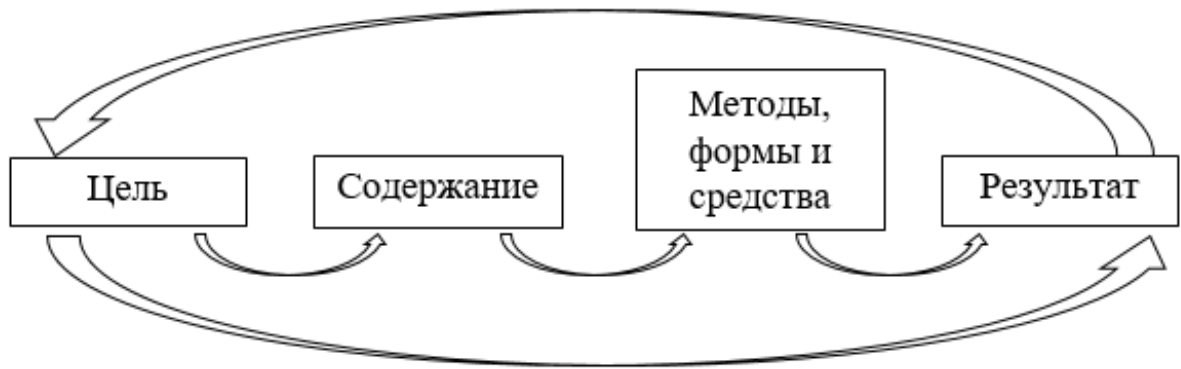 Цель
Содержание
Методы,
формы и
средства
Результат